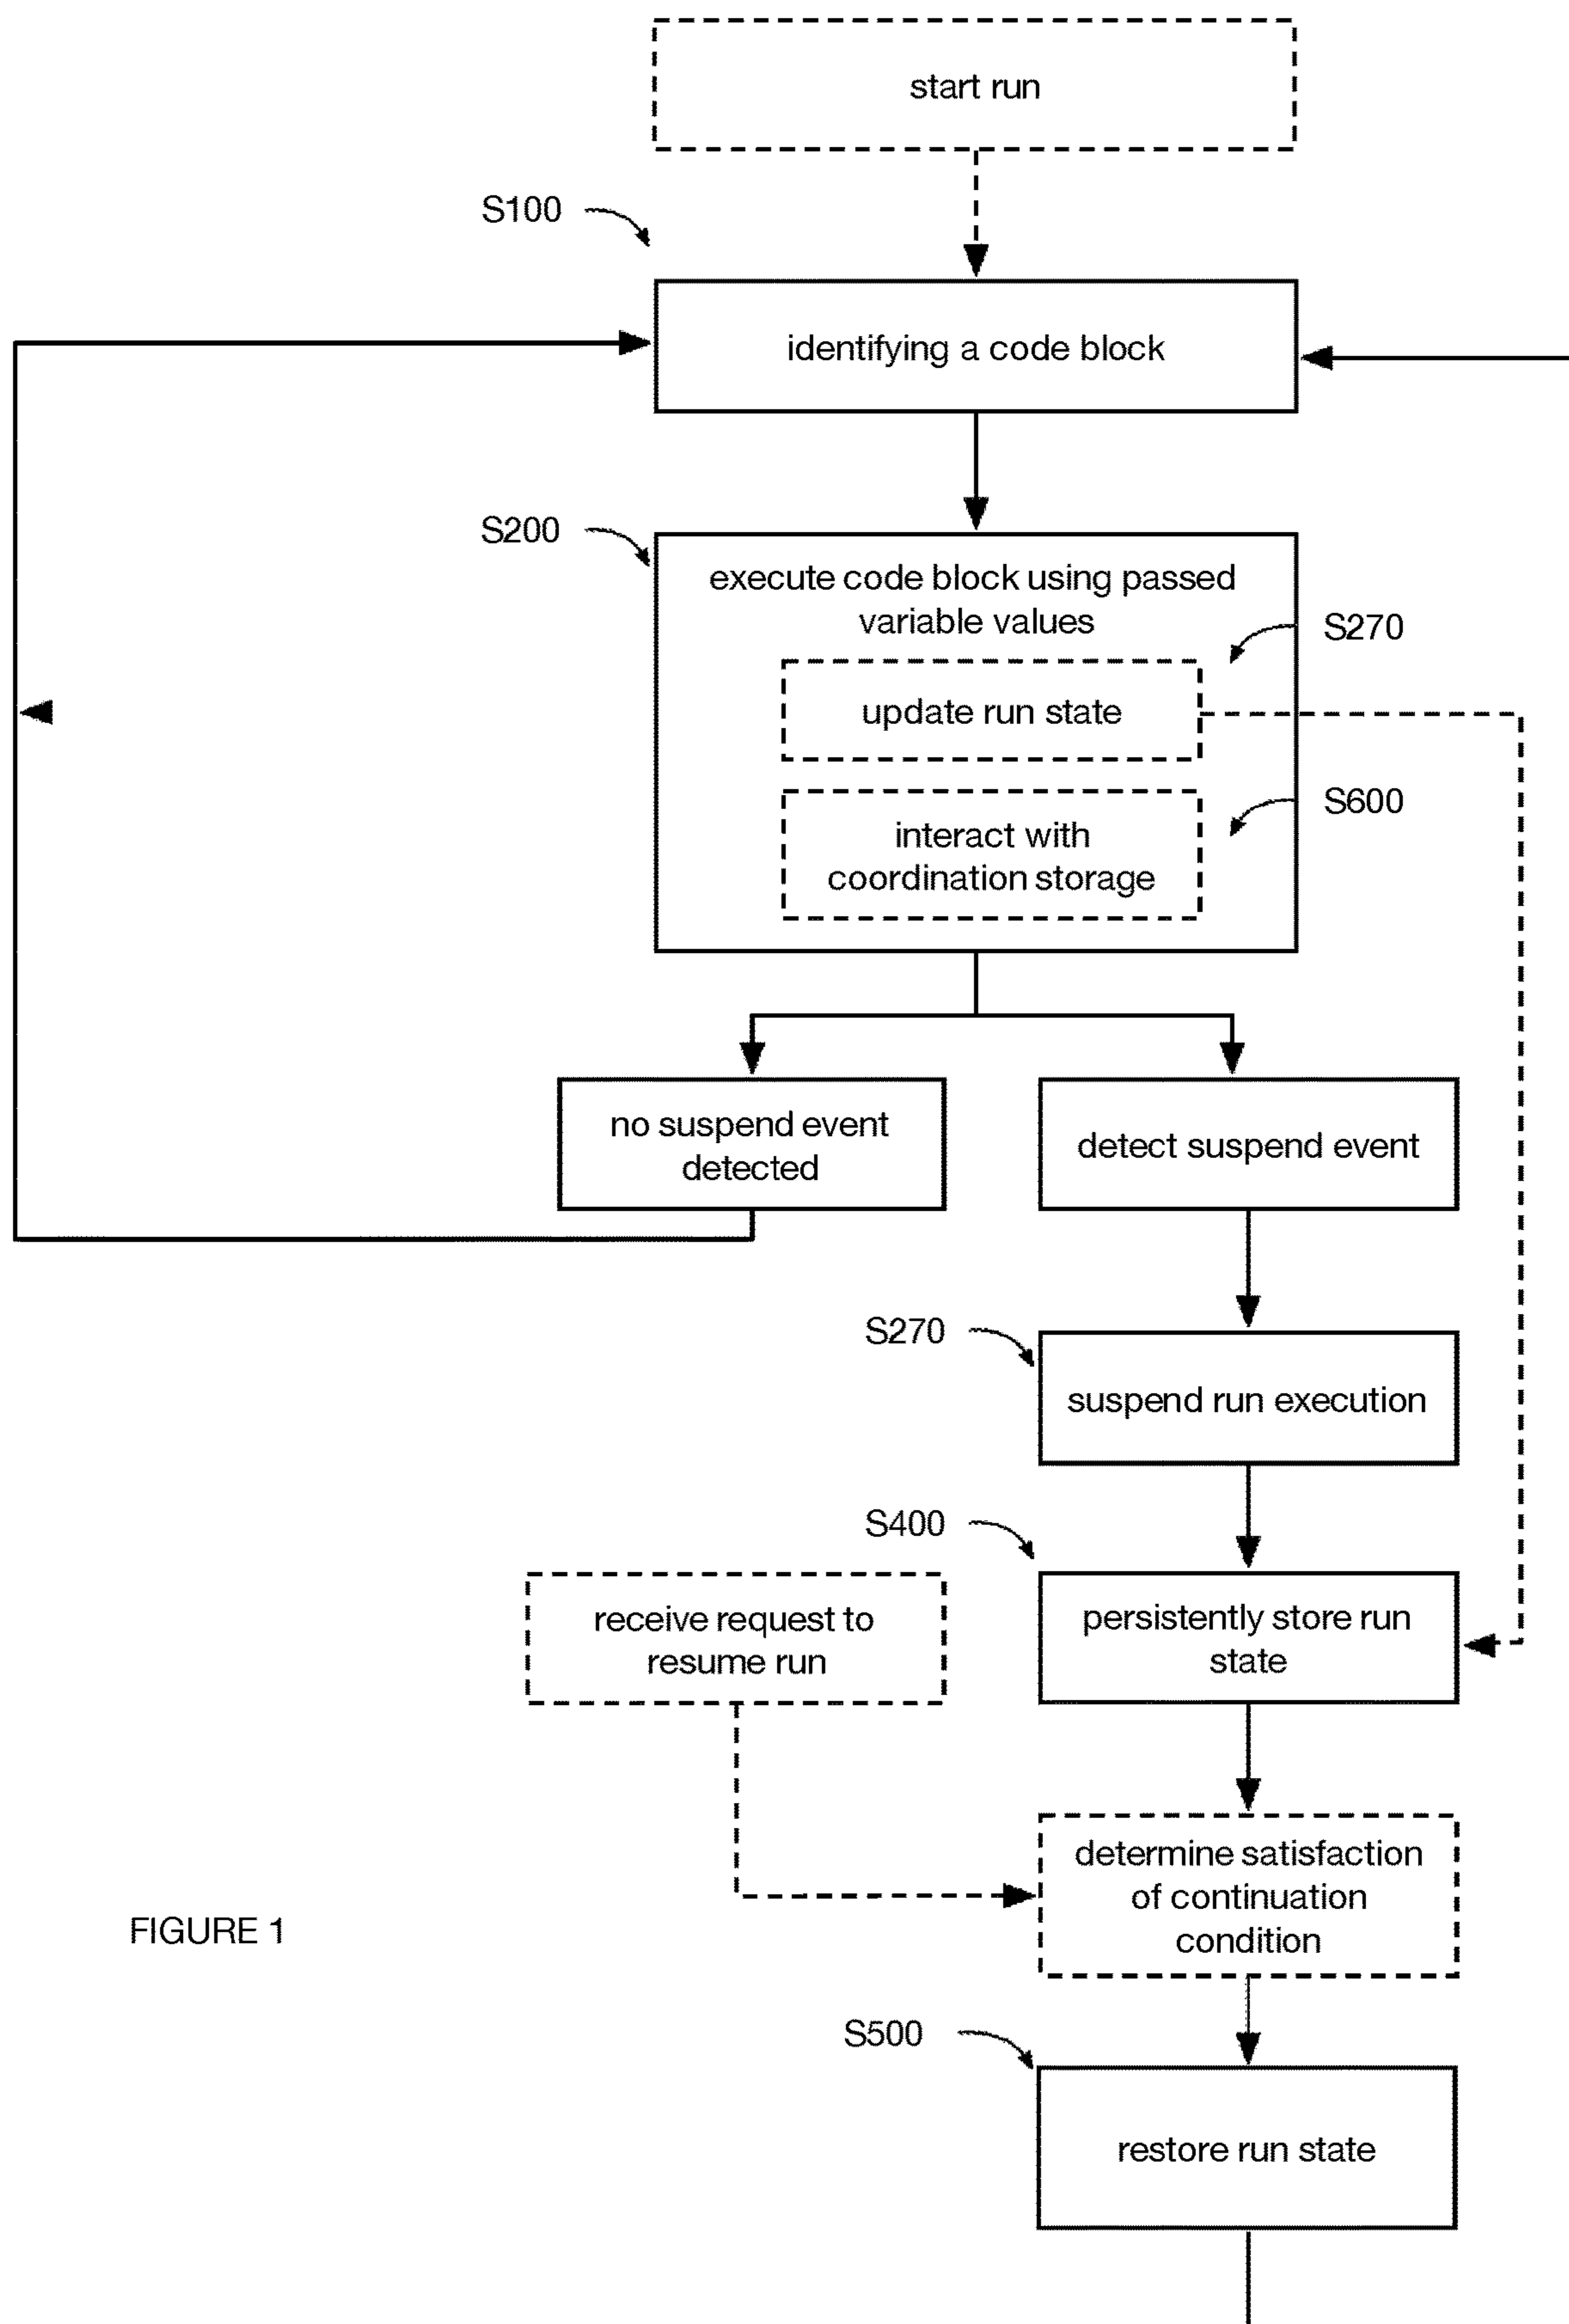 start run
S100
identifying a code block
S200
execute code block using passed
variable values
S270
update run state
S600
interact with
coordination storage
no suspend event
detected
detect suspend event
S270
suspend run execution
S400
persistently store run
state
receive request to
resume run
determine satisfaction
of continuation
condition
FIGURE 1
S500
restore run state